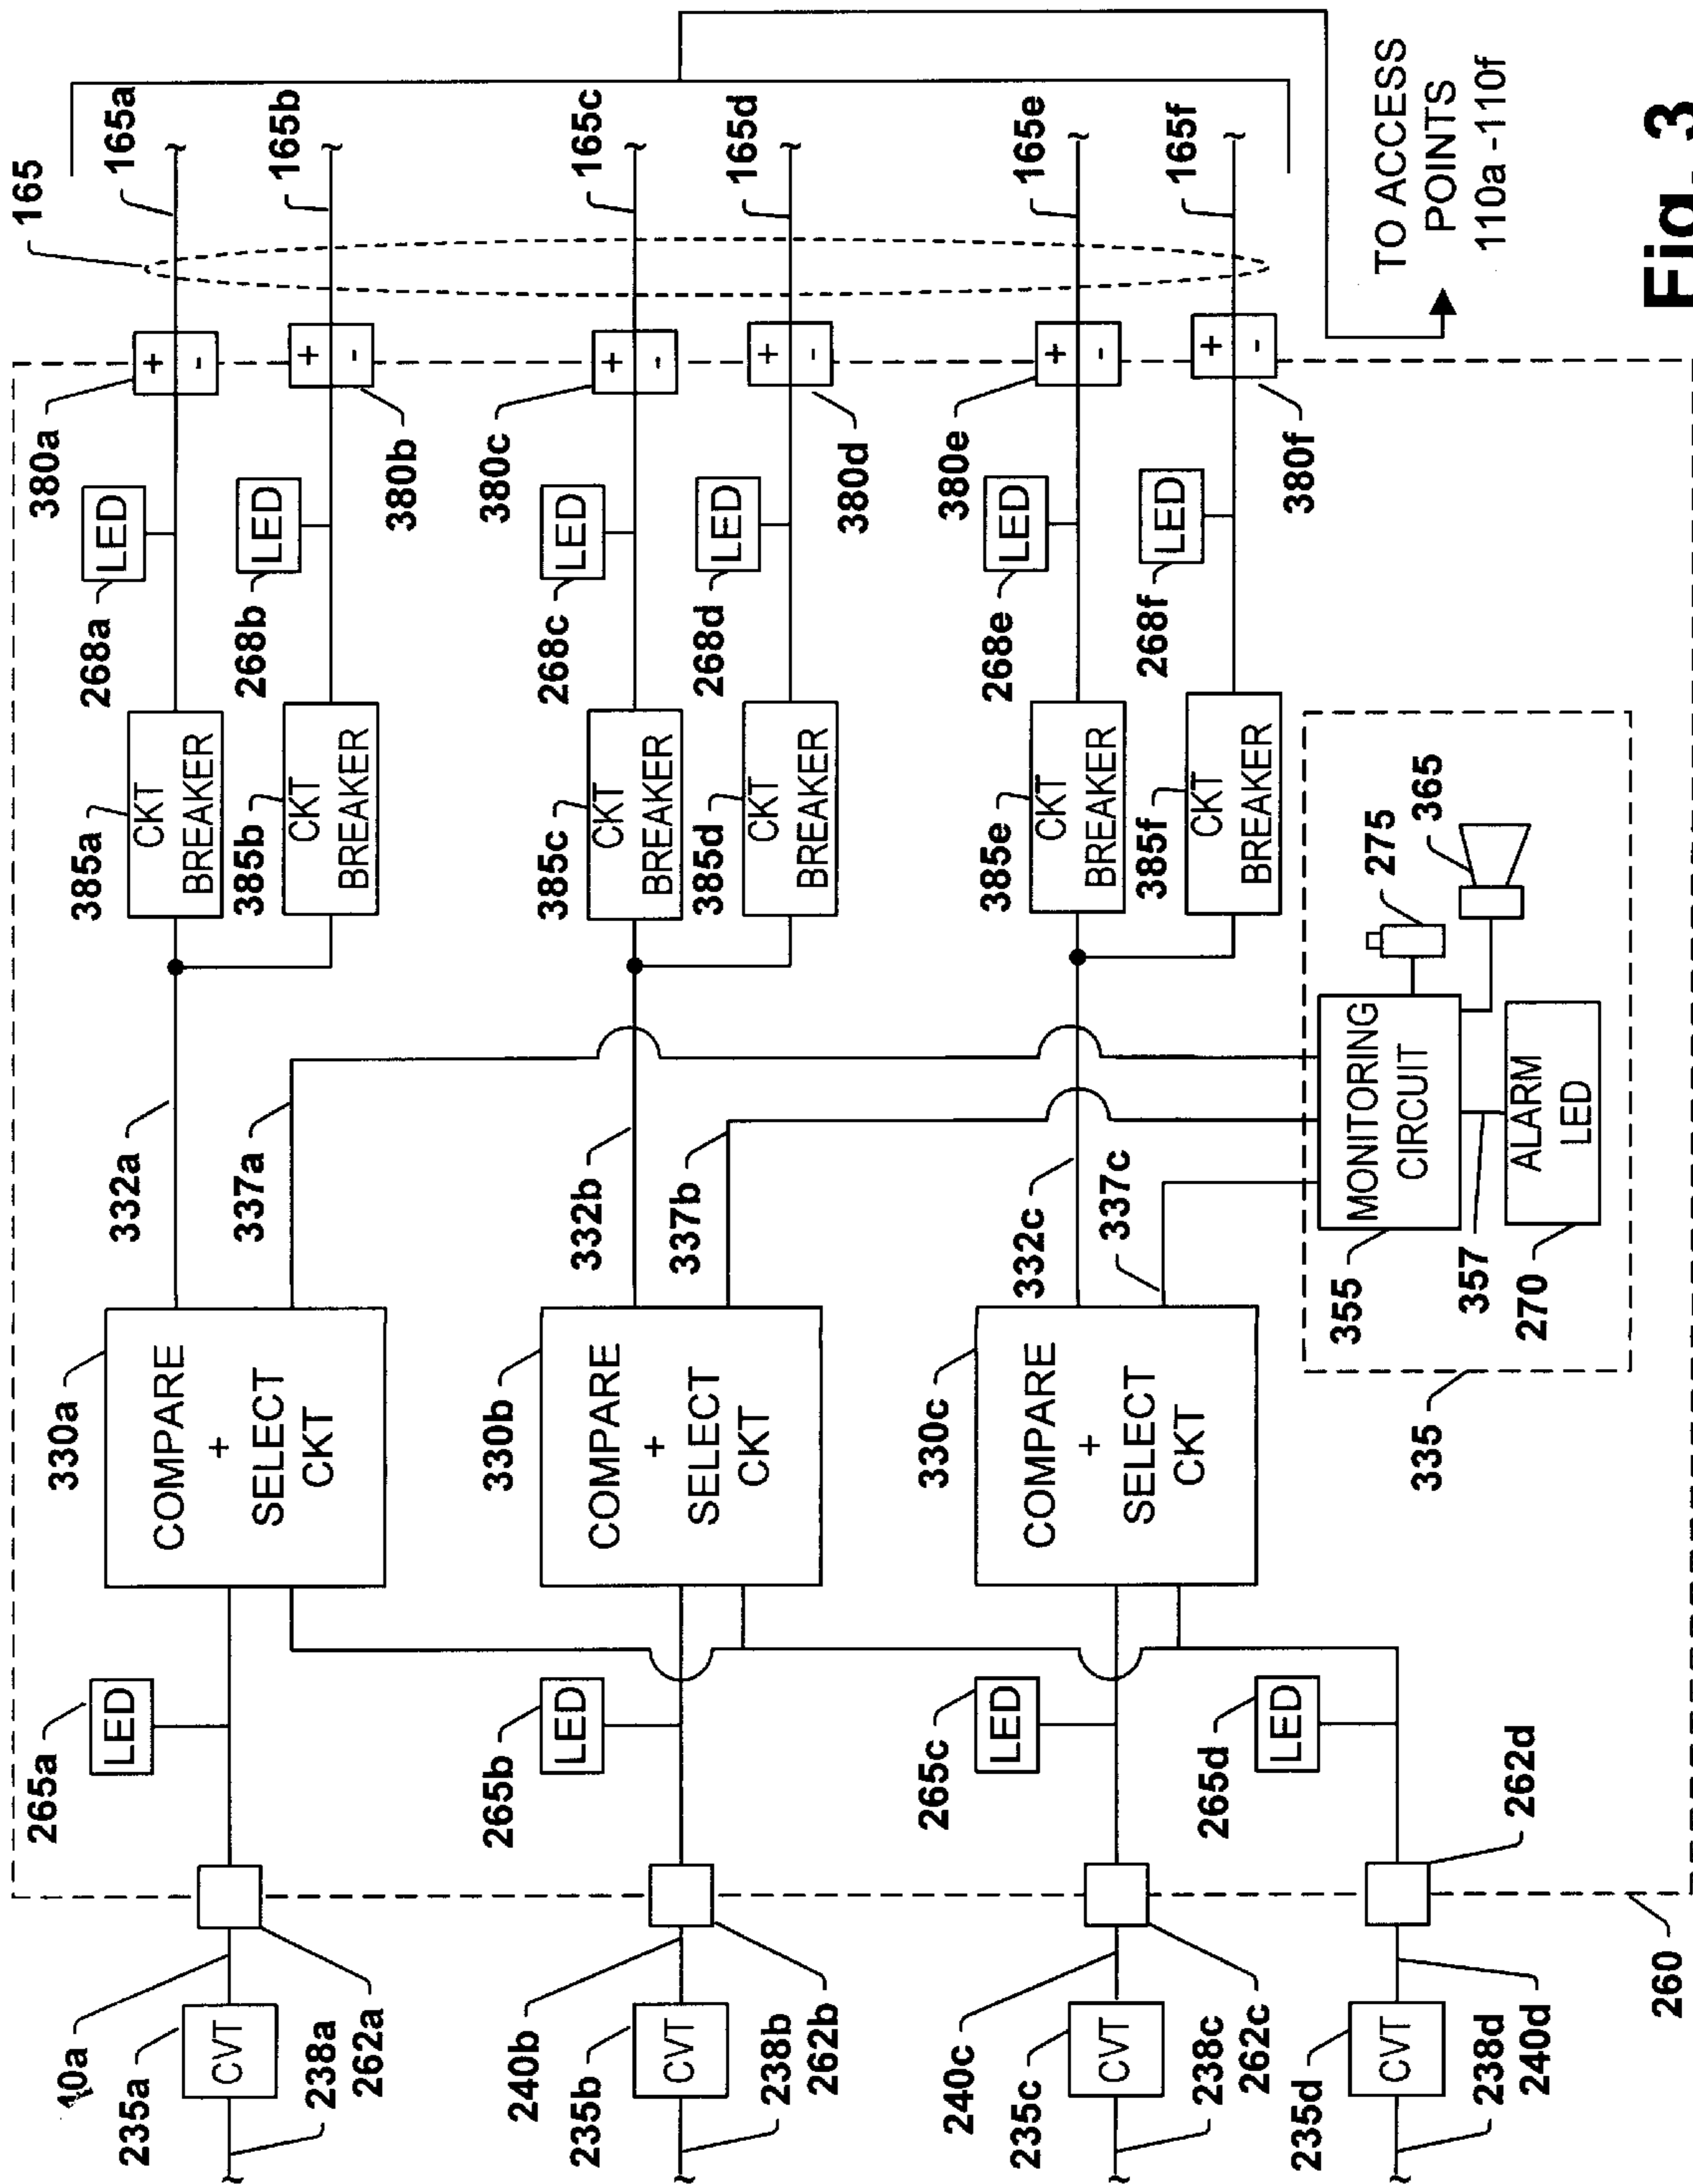 165
165a
165b
165c
165d
165e
165f
TO ACCESS
POINTS
110a -110f
Fig. 3
380a
+
-
+
-
380b
380c
+
-
+
-
380d
380e
+
-
+
-
380f
268a
LED
268b
LED
268c
LED
268d
LED
268e
LED
268f
LED
385a
CKT
BREAKER
385b
CKT
BREAKER
385c
CKT
BREAKER
385d
CKT
BREAKER
385e
CKT
BREAKER
385f
CKT
BREAKER
332a
337a
332b
337b
332c
337c
275
365
MONITORING
CIRCUIT
355
357
ALARM
LED
270
335
330a
COMPARE
+
SELECT
CKT
330b
COMPARE
+
SELECT
CKT
330c
COMPARE
+
SELECT
CKT
265a
LED
265b
LED
265c
LED
265d
LED
262d
40a
235a
CVT
238a
262a
240b
235b
CVT
238b
262b
240c
235c
CVT
238c
262c
235d
CVT
238d
240d
260